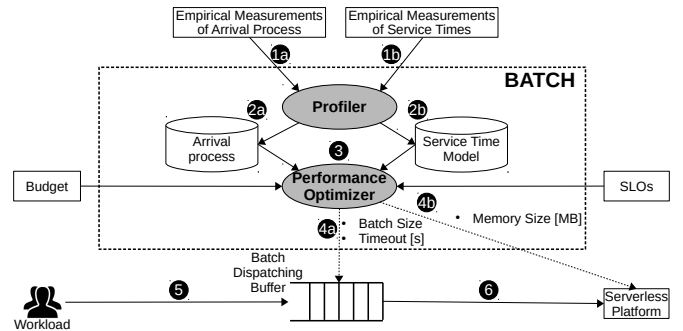 Empirical Measurements
of Arrival Process
Empirical Measurements
of Service Times
1a
1b
BATCH
Profiler
2a
2b
Arrival
process
3
Service Time
Model
Budget
Performance
Optimizer
SLOs
4a
4b
• Batch Size
• Timeout [s]
• Memory Size [MB]
Batch
Dispatching
Buffer
5
6
Workload
Serverless
Platform